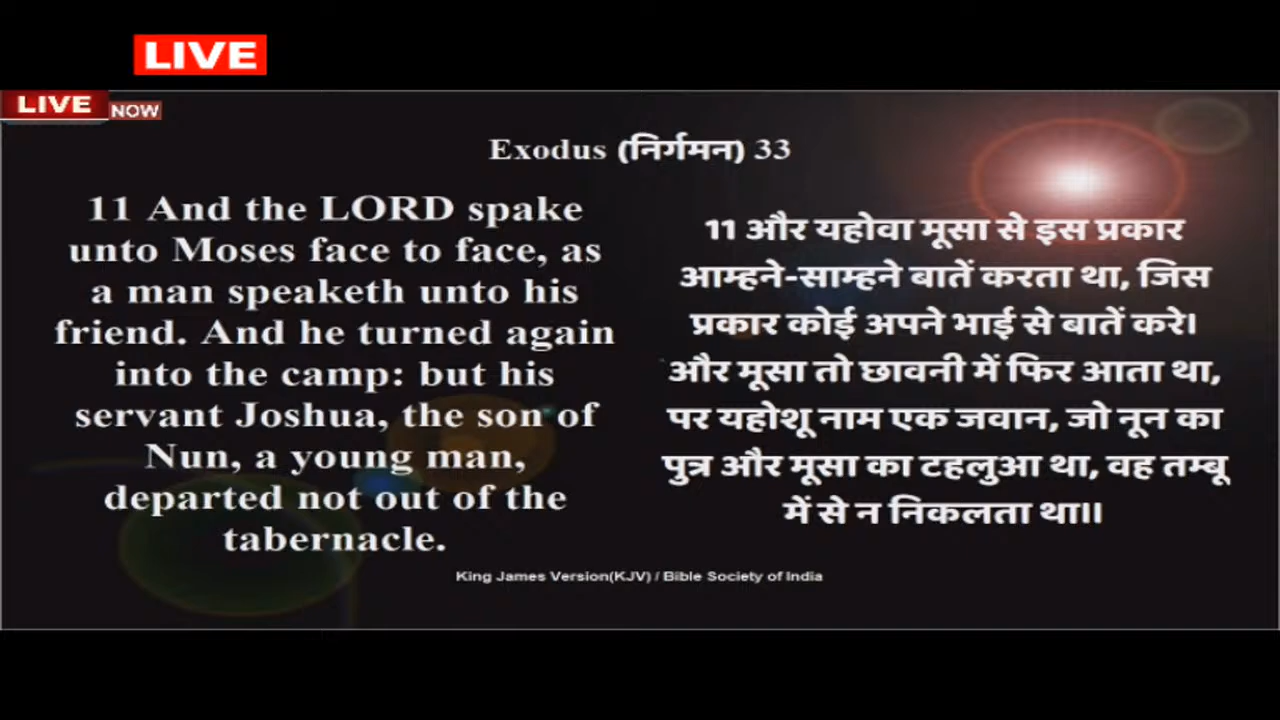 LIVE
LIVE NOW
Exodus (निर्गमन) 33
11 And the LORD spake
unto Moses face to face, as
a man speaketh unto his
friend. And he turned again
into the camp: but his
servant Joshua, the son of
Nun, a young man,
departed not out of the
tabernacle.
11 और यहोवा मूसा से इस प्रकार
आम्हने-साम्हने बातें करता था, जिस
प्रकार कोई अपने भाई से बातें करे।
और मूसा तो छावनी में फिर आता था,
पर यहोशू नाम एक जवान, जो नून का
पुत्र और मूसा का टहलुआ था, वह तम्बू
में से न निकलता था।।
King James Version(KJV) / Bible Society of India